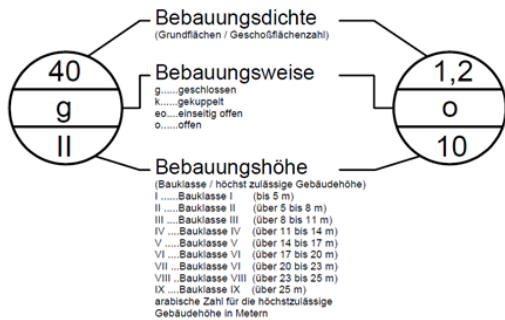 Bebauungsdichte
(Grundflächen / Geschoßflächenzahl)
40
g
II
1,2
o
10
Bebauungsweise
g......geschlossen
k......gekuppelt
eo....einseitig offen
o......offen
Bebauungshöhe
(Bauklasse / höchst zulässige Gebäudehöhe)
I ......Bauklasse I (bis 5 m)
II .....Bauklasse II (über 5 bis 8 m)
III ....Bauklasse III (über 8 bis 11 m)
IV ....Bauklasse IV (über 11 bis 14 m)
V .....Bauklasse V (über 14 bis 17 m)
VI ....Bauklasse VI (über 17 bis 20 m)
VII ...Bauklasse VI (über 20 bis 23 m)
VIII ..Bauklasse VIII (über 23 bis 25 m)
IX ....Bauklasse IX (über 25 m)
arabische Zahl für die höchstzulässige
Gebäudehöhe in Metern